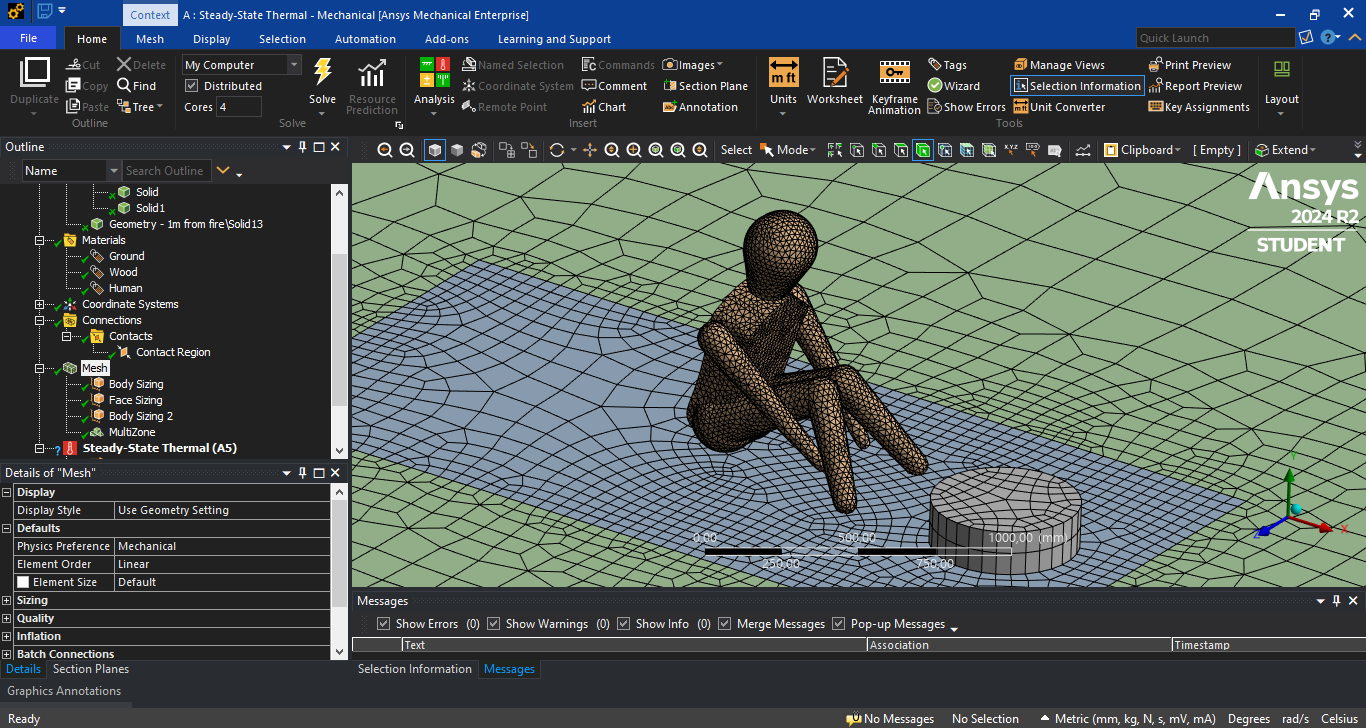 Context
A : Steady-State Thermal - Mechanical [Ansys Mechanical Enterprise]
File Home Mesh Display Selection Automation Add-ons Learning and Support
Quick Launch
Duplicate
Cut
Copy
Paste
Delete
Find
Tree
Outline
My Computer
Distributed
Cores 4
Solve
Resource Prediction
Solve
Analysis
Named Selection
Coordinate System
Remote Point
Commands
Comment
Chart
Images
Section Plane
Annotation
Insert
Units
Worksheet
Keyframe Animation
Tags
Wizard
Show Errors
Manage Views
Selection Information
Unit Converter
Print Preview
Report Preview
Key Assignments
Tools
Layout
Outline
Name Search Outline
Select Mode Clipboard [ Empty ] Extend
Solid
Solid1
Geometry - 1m from fire\Solid13
Materials
Ground
Wood
Human
Coordinate Systems
Connections
Contacts
Contact Region
Mesh
Body Sizing
Face Sizing
Body Sizing 2
MultiZone
Steady-State Thermal (A5)
Details of "Mesh"
Display
Display Style Use Geometry Setting
Defaults
Physics Preference Mechanical
Element Order Linear
Element Size Default
Sizing
Quality
Inflation
Batch Connections
Details Section Planes
Graphics Annotations
Ansys
2024 R2
STUDENT
Y
X
Z
0.00 500.00 1000.00 (mm)
250.00 750.00
Messages
Show Errors (0) Show Warnings (0) Show Info (0) Merge Messages Pop-up Messages
Text Association Timestamp
Selection Information Messages
Ready No Messages No Selection Metric (mm, kg, N, s, mV, mA) Degrees rad/s Celsius